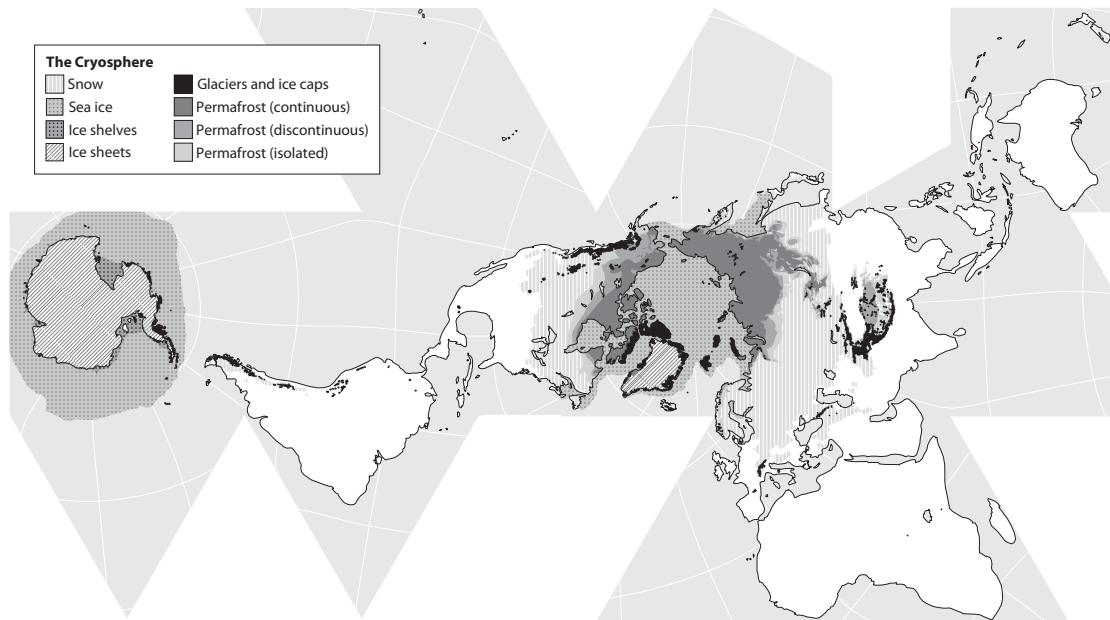 The Cryosphere
Snow
Sea ice
Ice shelves
Ice sheets
Glaciers and ice caps
Permafrost (continuous)
Permafrost (discontinuous)
Permafrost (isolated)